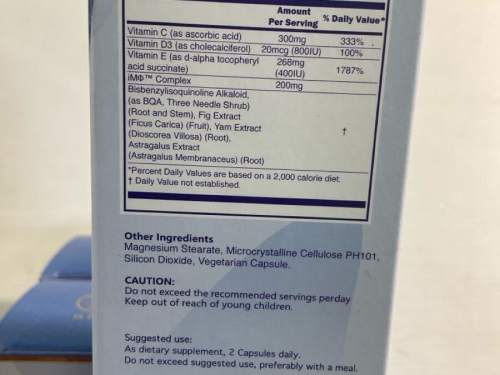 Amount
Per Serving
% Daily Value*
Vitamin C (as ascorbic acid) 300mg 333%
Vitamin D3 (as cholecalciferol) 20mcg (800IU) 100%
Vitamin E (as d-alpha tocopheryl
acid succinate) 268mg
(400IU) 1787%
iMΦ™ Complex 200mg
Bisbenzylisoquinoline Alkaloid,
(as BQA, Three Needle Shrub)
(Root and Stem), Fig Extract
(Ficus Carica) (Fruit), Yam Extract †
(Dioscorea Villosa) (Root),
Astragalus Extract
(Astragalus Membranaceus) (Root)
*Percent Daily Values are based on a 2,000 calorie diet.
† Daily Value not established.
Other Ingredients
Magnesium Stearate, Microcrystalline Cellulose PH101,
Silicon Dioxide, Vegetarian Capsule.
CAUTION:
Do not exceed the recommended servings perday
Keep out of reach of young children.
Suggested use:
As dietary supplement, 2 Capsules daily.
Do not exceed suggested use, preferably with a meal.